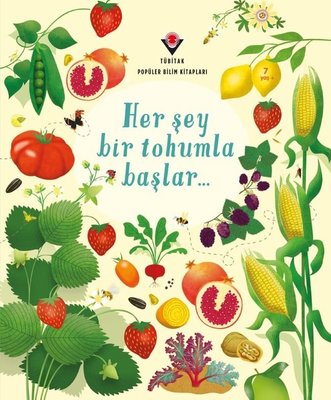 TÜBİTAK
POPÜLER BİLİM KİTAPLARI
7
yaş +
Her şey
bir tohumla
başlar...